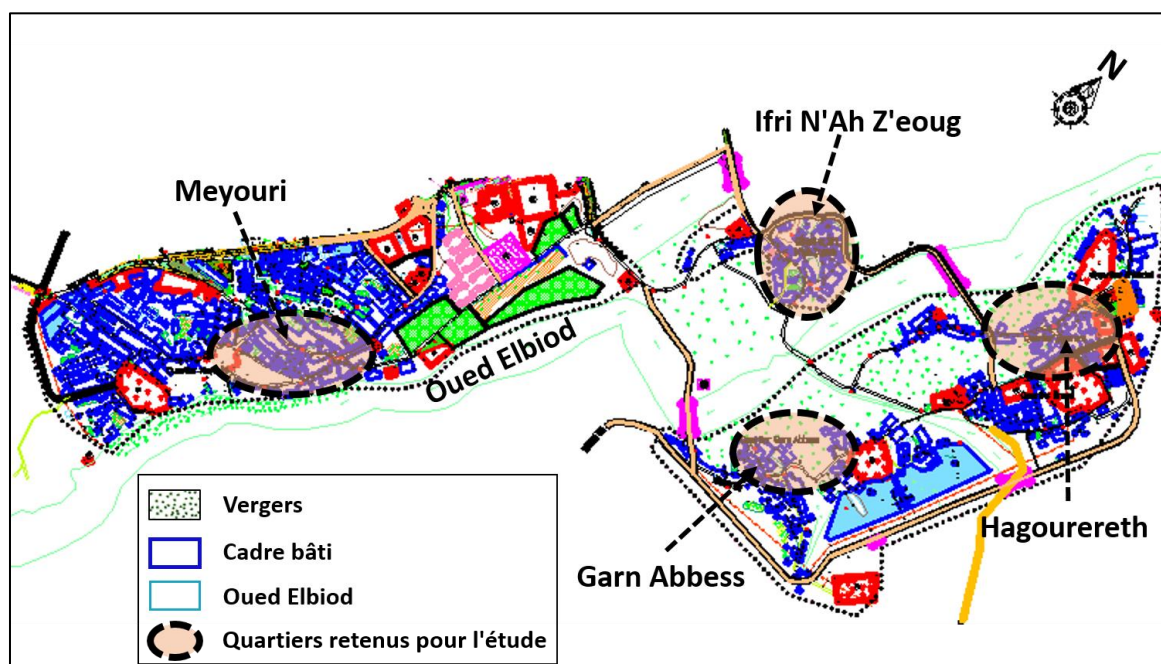 N
Ifri N'Ah Z'eoug
Meyouri
Oued Elbiod
Hagourereth
Garn Abbess
Vergers
Cadre bâti
Oued Elbiod
Quartiers retenus pour l'étude